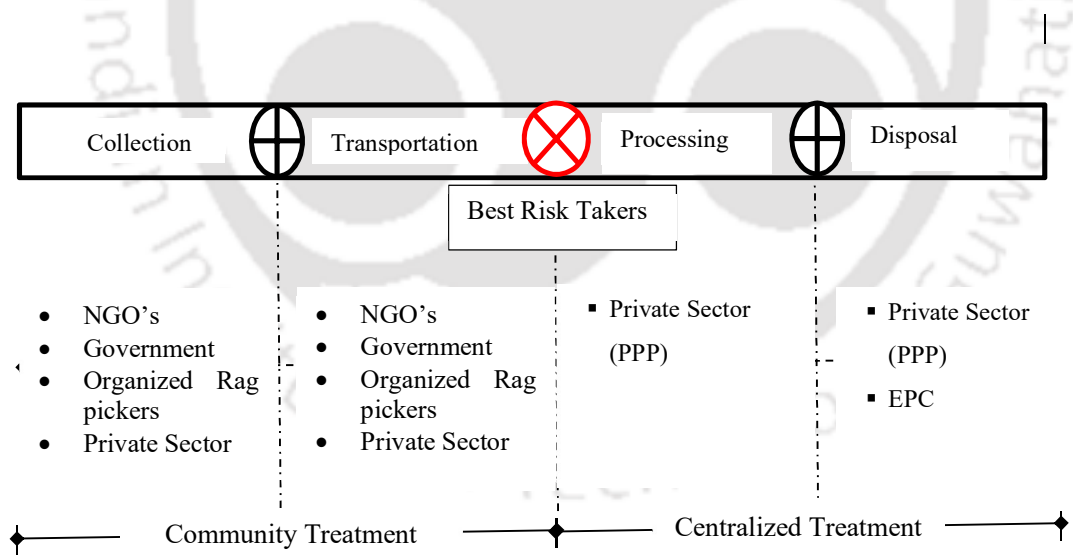 Collection
Transportation
Processing
Disposal
Best Risk Takers
• NGO's
• Government
• Organized Rag
pickers
• Private Sector
• NGO's
• Government
• Organized Rag
pickers
• Private Sector
▪ Private Sector
(PPP)
▪ Private Sector
(PPP)
▪ EPC
Community Treatment
Centralized Treatment